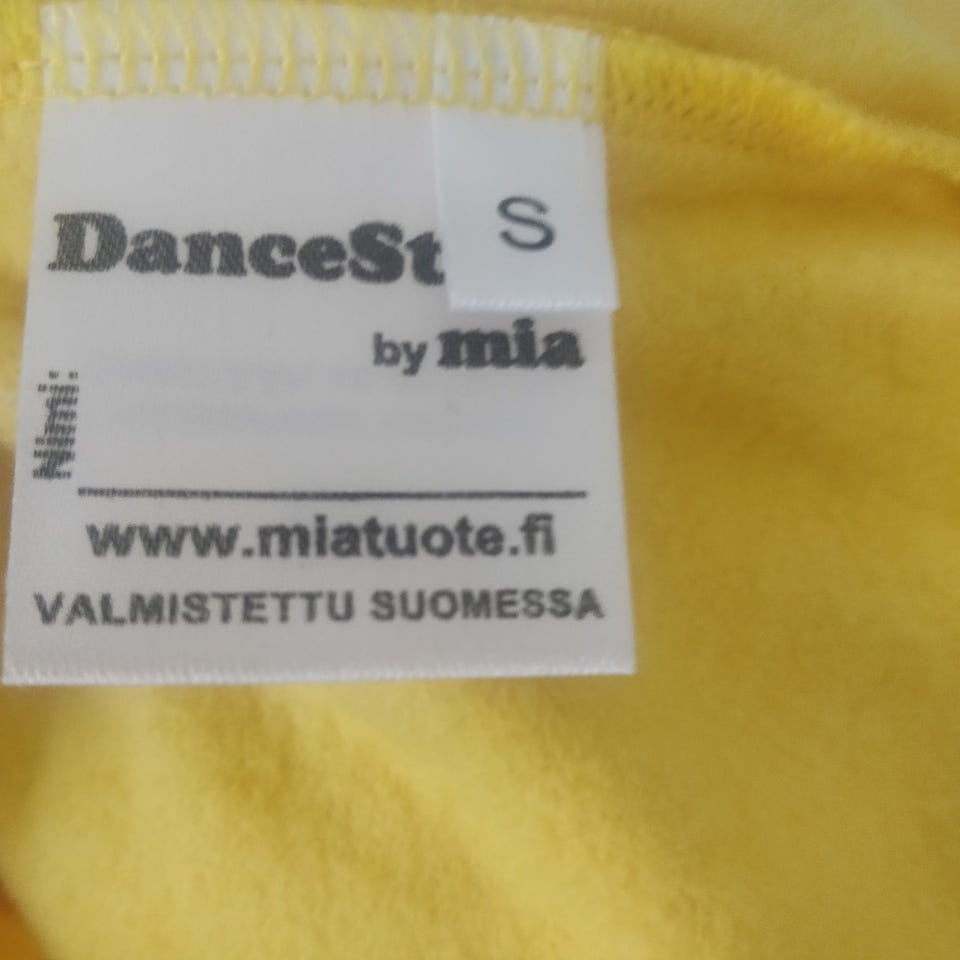 DanceSt
S
by mia
Nimi:
www.miatuote.fi
VALMISTETTU SUOMESSA